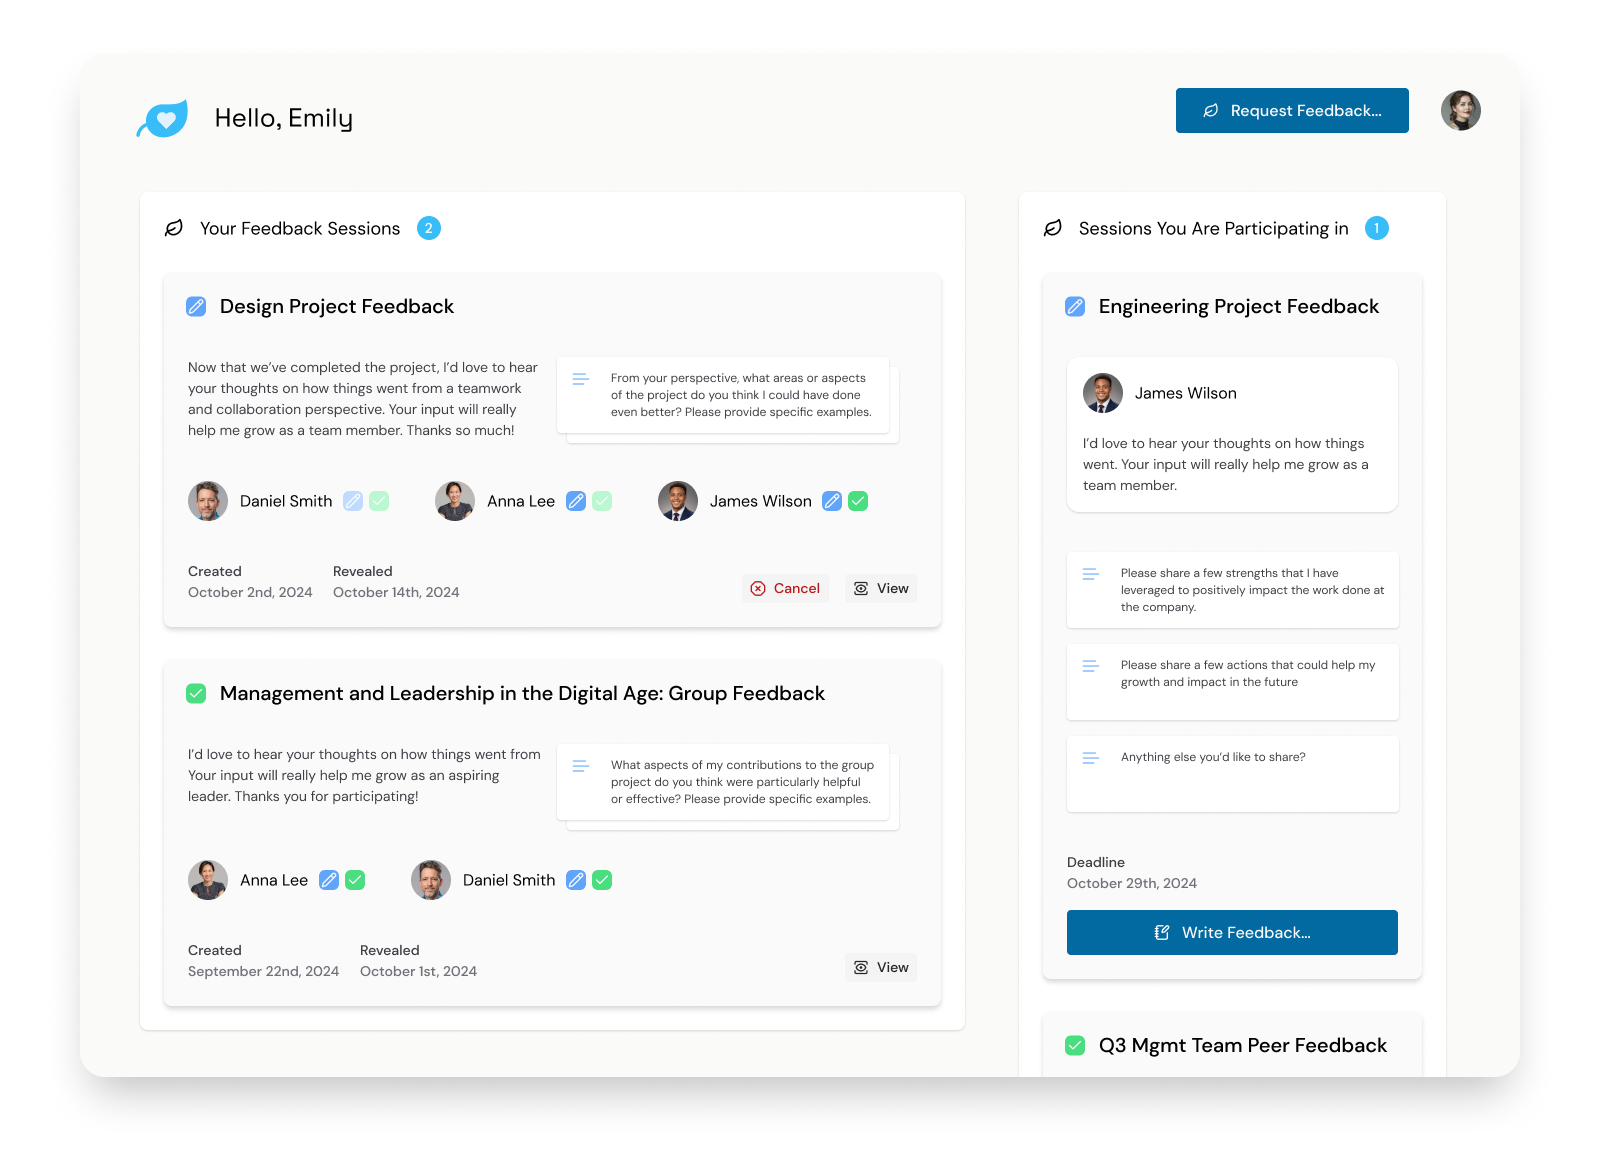 Hello, Emily
Request Feedback...
Your Feedback Sessions 2
Design Project Feedback
Now that we’ve completed the project, I’d love to hear
your thoughts on how things went from a teamwork
and collaboration perspective. Your input will really
help me grow as a team member. Thanks so much!
From your perspective, what areas or aspects
of the project do you think I could have done
even better? Please provide specific examples.
Daniel Smith
Anna Lee
James Wilson
Created
October 2nd, 2024
Revealed
October 14th, 2024
Cancel
View
Management and Leadership in the Digital Age: Group Feedback
I’d love to hear your thoughts on how things went from
Your input will really help me grow as an aspiring
leader. Thanks you for participating!
What aspects of my contributions to the group
project do you think were particularly helpful
or effective? Please provide specific examples.
Anna Lee
Daniel Smith
Created
September 22nd, 2024
Revealed
October 1st, 2024
View
Sessions You Are Participating in 1
Engineering Project Feedback
James Wilson
I’d love to hear your thoughts on how things
went. Your input will really help me grow as a
team member.
Please share a few strengths that I have
leveraged to positively impact the work done at
the company.
Please share a few actions that could help my
growth and impact in the future
Anything else you’d like to share?
Deadline
October 29th, 2024
Write Feedback...
Q3 Mgmt Team Peer Feedback